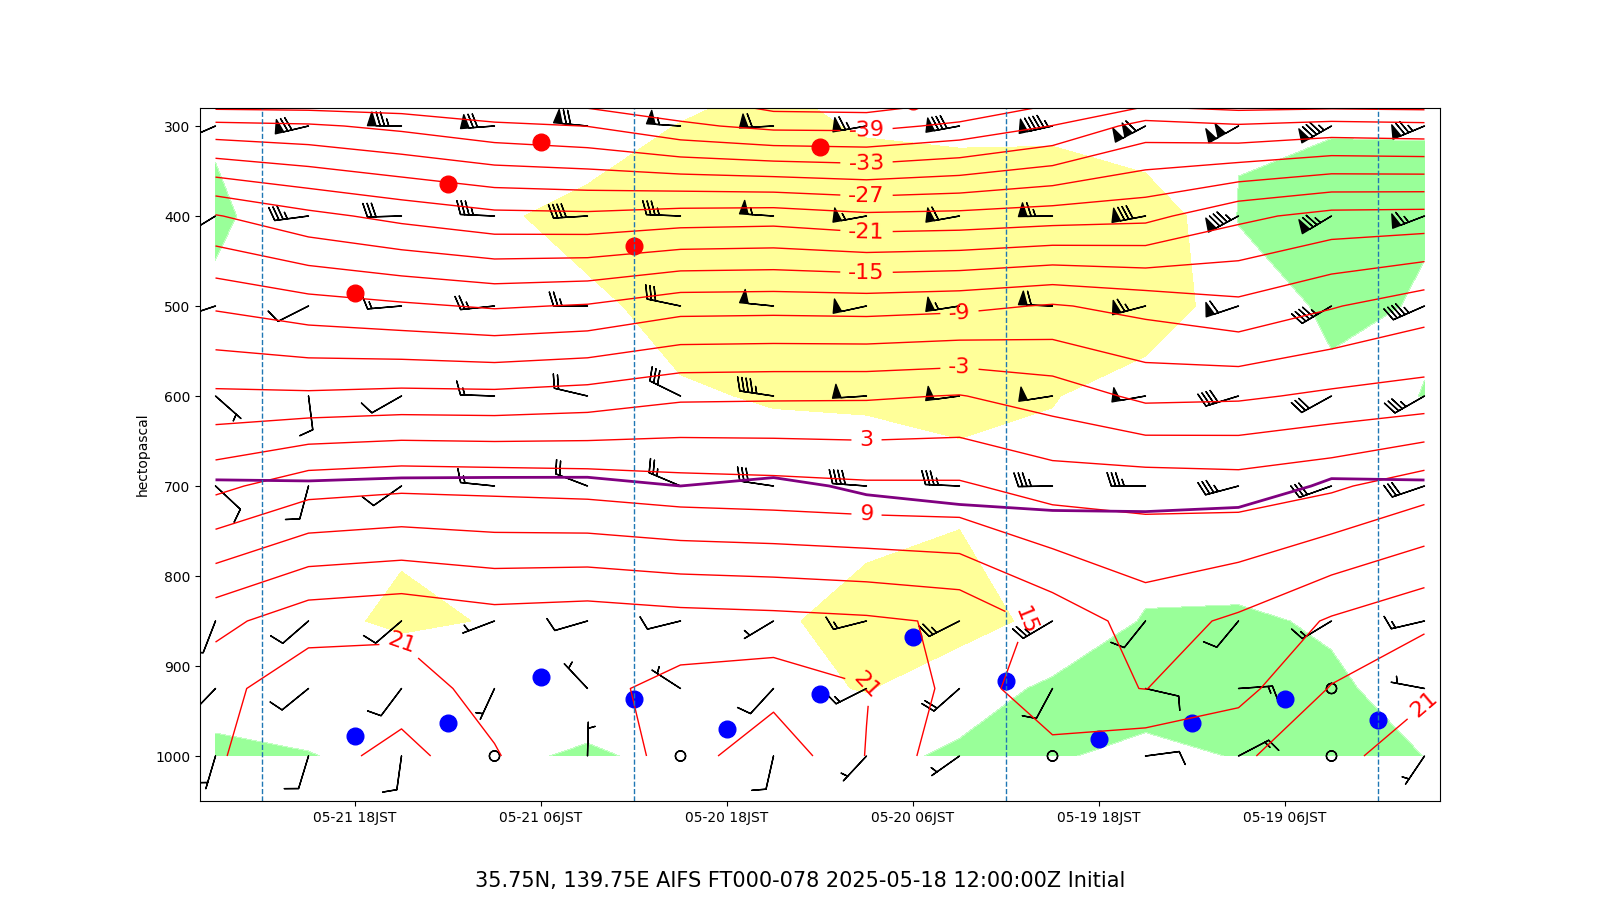 300
400
500
600
700
800
900
1000
hectopascal
-39
-33
-27
-21
-15
-9
-3
3
9
15
21
21
21
05-21 18JST
05-21 06JST
05-20 18JST
05-20 06JST
05-19 18JST
05-19 06JST
35.75N, 139.75E AIFS FT000-078 2025-05-18 12:00:00Z Initial